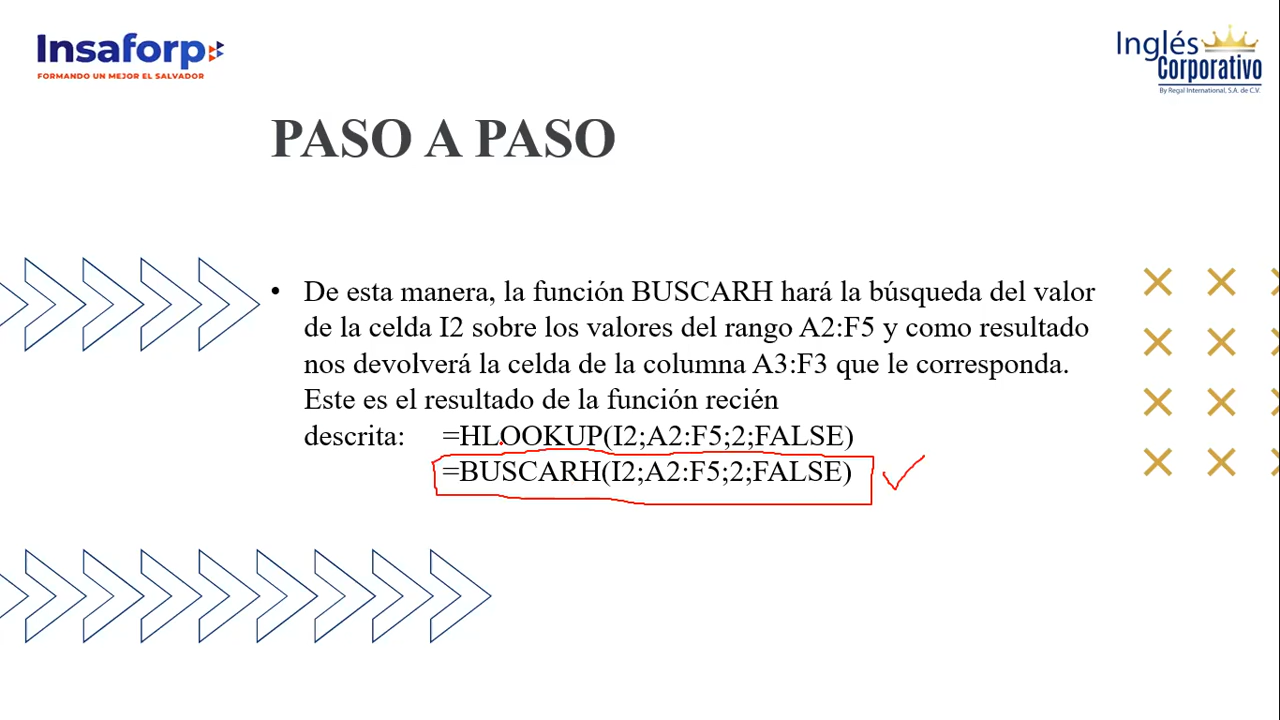 Insaforp
FORMANDO UN MEJOR EL SALVADOR
Inglés
Corporativo
By Regal International, S.A. de C.V.
PASO A PASO
• De esta manera, la función BUSCARH hará la búsqueda del valor
de la celda I2 sobre los valores del rango A2:F5 y como resultado
nos devolverá la celda de la columna A3:F3 que le corresponda.
Este es el resultado de la función recién
descrita: =HLOOKUP(I2;A2:F5;2;FALSE)
=BUSCARH(I2;A2:F5;2;FALSE)